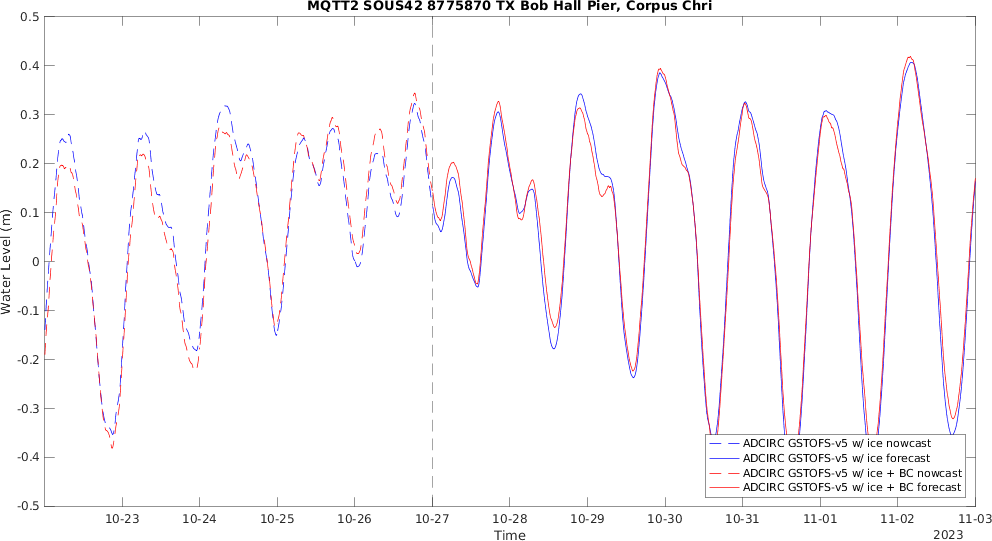 MQTT2 SOUS42 8775870 TX Bob Hall Pier, Corpus Chri
0.5
0.4
0.3
0.2
0.1
0
-0.1
-0.2
-0.3
-0.4
-0.5
Water Level (m)
ADCIRC GSTOFS-v5 w/ ice nowcast
ADCIRC GSTOFS-v5 w/ ice forecast
ADCIRC GSTOFS-v5 w/ ice + BC nowcast
ADCIRC GSTOFS-v5 w/ ice + BC forecast
10-23 10-24 10-25 10-26 10-27 10-28 10-29 10-30 10-31 11-01 11-02 11-03
Time
2023